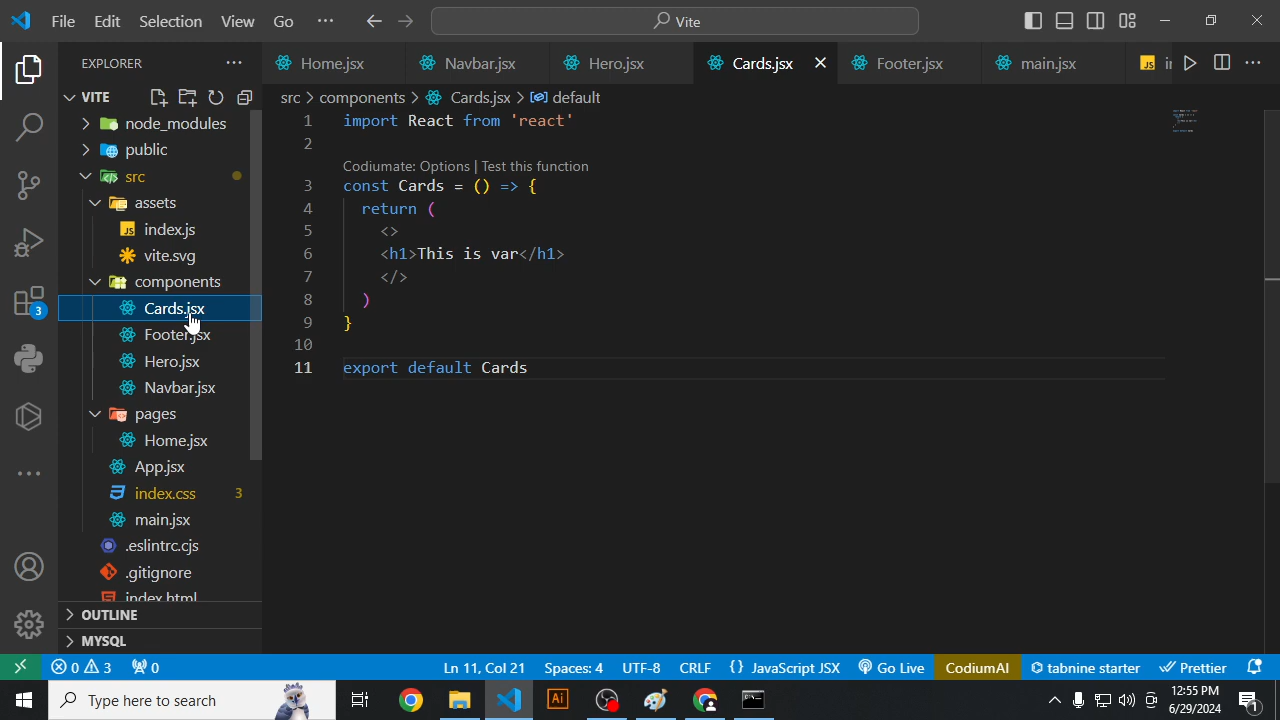 File Edit Selection View Go ··· Vite
EXPLORER ···
Home.jsx Navbar.jsx Hero.jsx Cards.jsx Footer.jsx main.jsx
VITE
src > components > Cards.jsx > default
node_modules
public
src
assets
index.js
vite.svg
components
Cards.jsx
Footer.jsx
Hero.jsx
Navbar.jsx
pages
Home.jsx
App.jsx
index.css 3
main.jsx
.eslintrc.cjs
.gitignore
index.html
OUTLINE
MYSQL
3
1 import React from 'react'
2
Codiumate: Options | Test this function
3 const Cards = () => {
4 return (
5 <>
6 <h1>This is var</h1>
7 </>
8 )
9 }
10
11 export default Cards
0 3 0 Ln 11, Col 21 Spaces: 4 UTF-8 CRLF {} JavaScript JSX Go Live CodiumAI tabnine starter Prettier
Type here to search
Ai
12:55 PM
6/29/2024
1